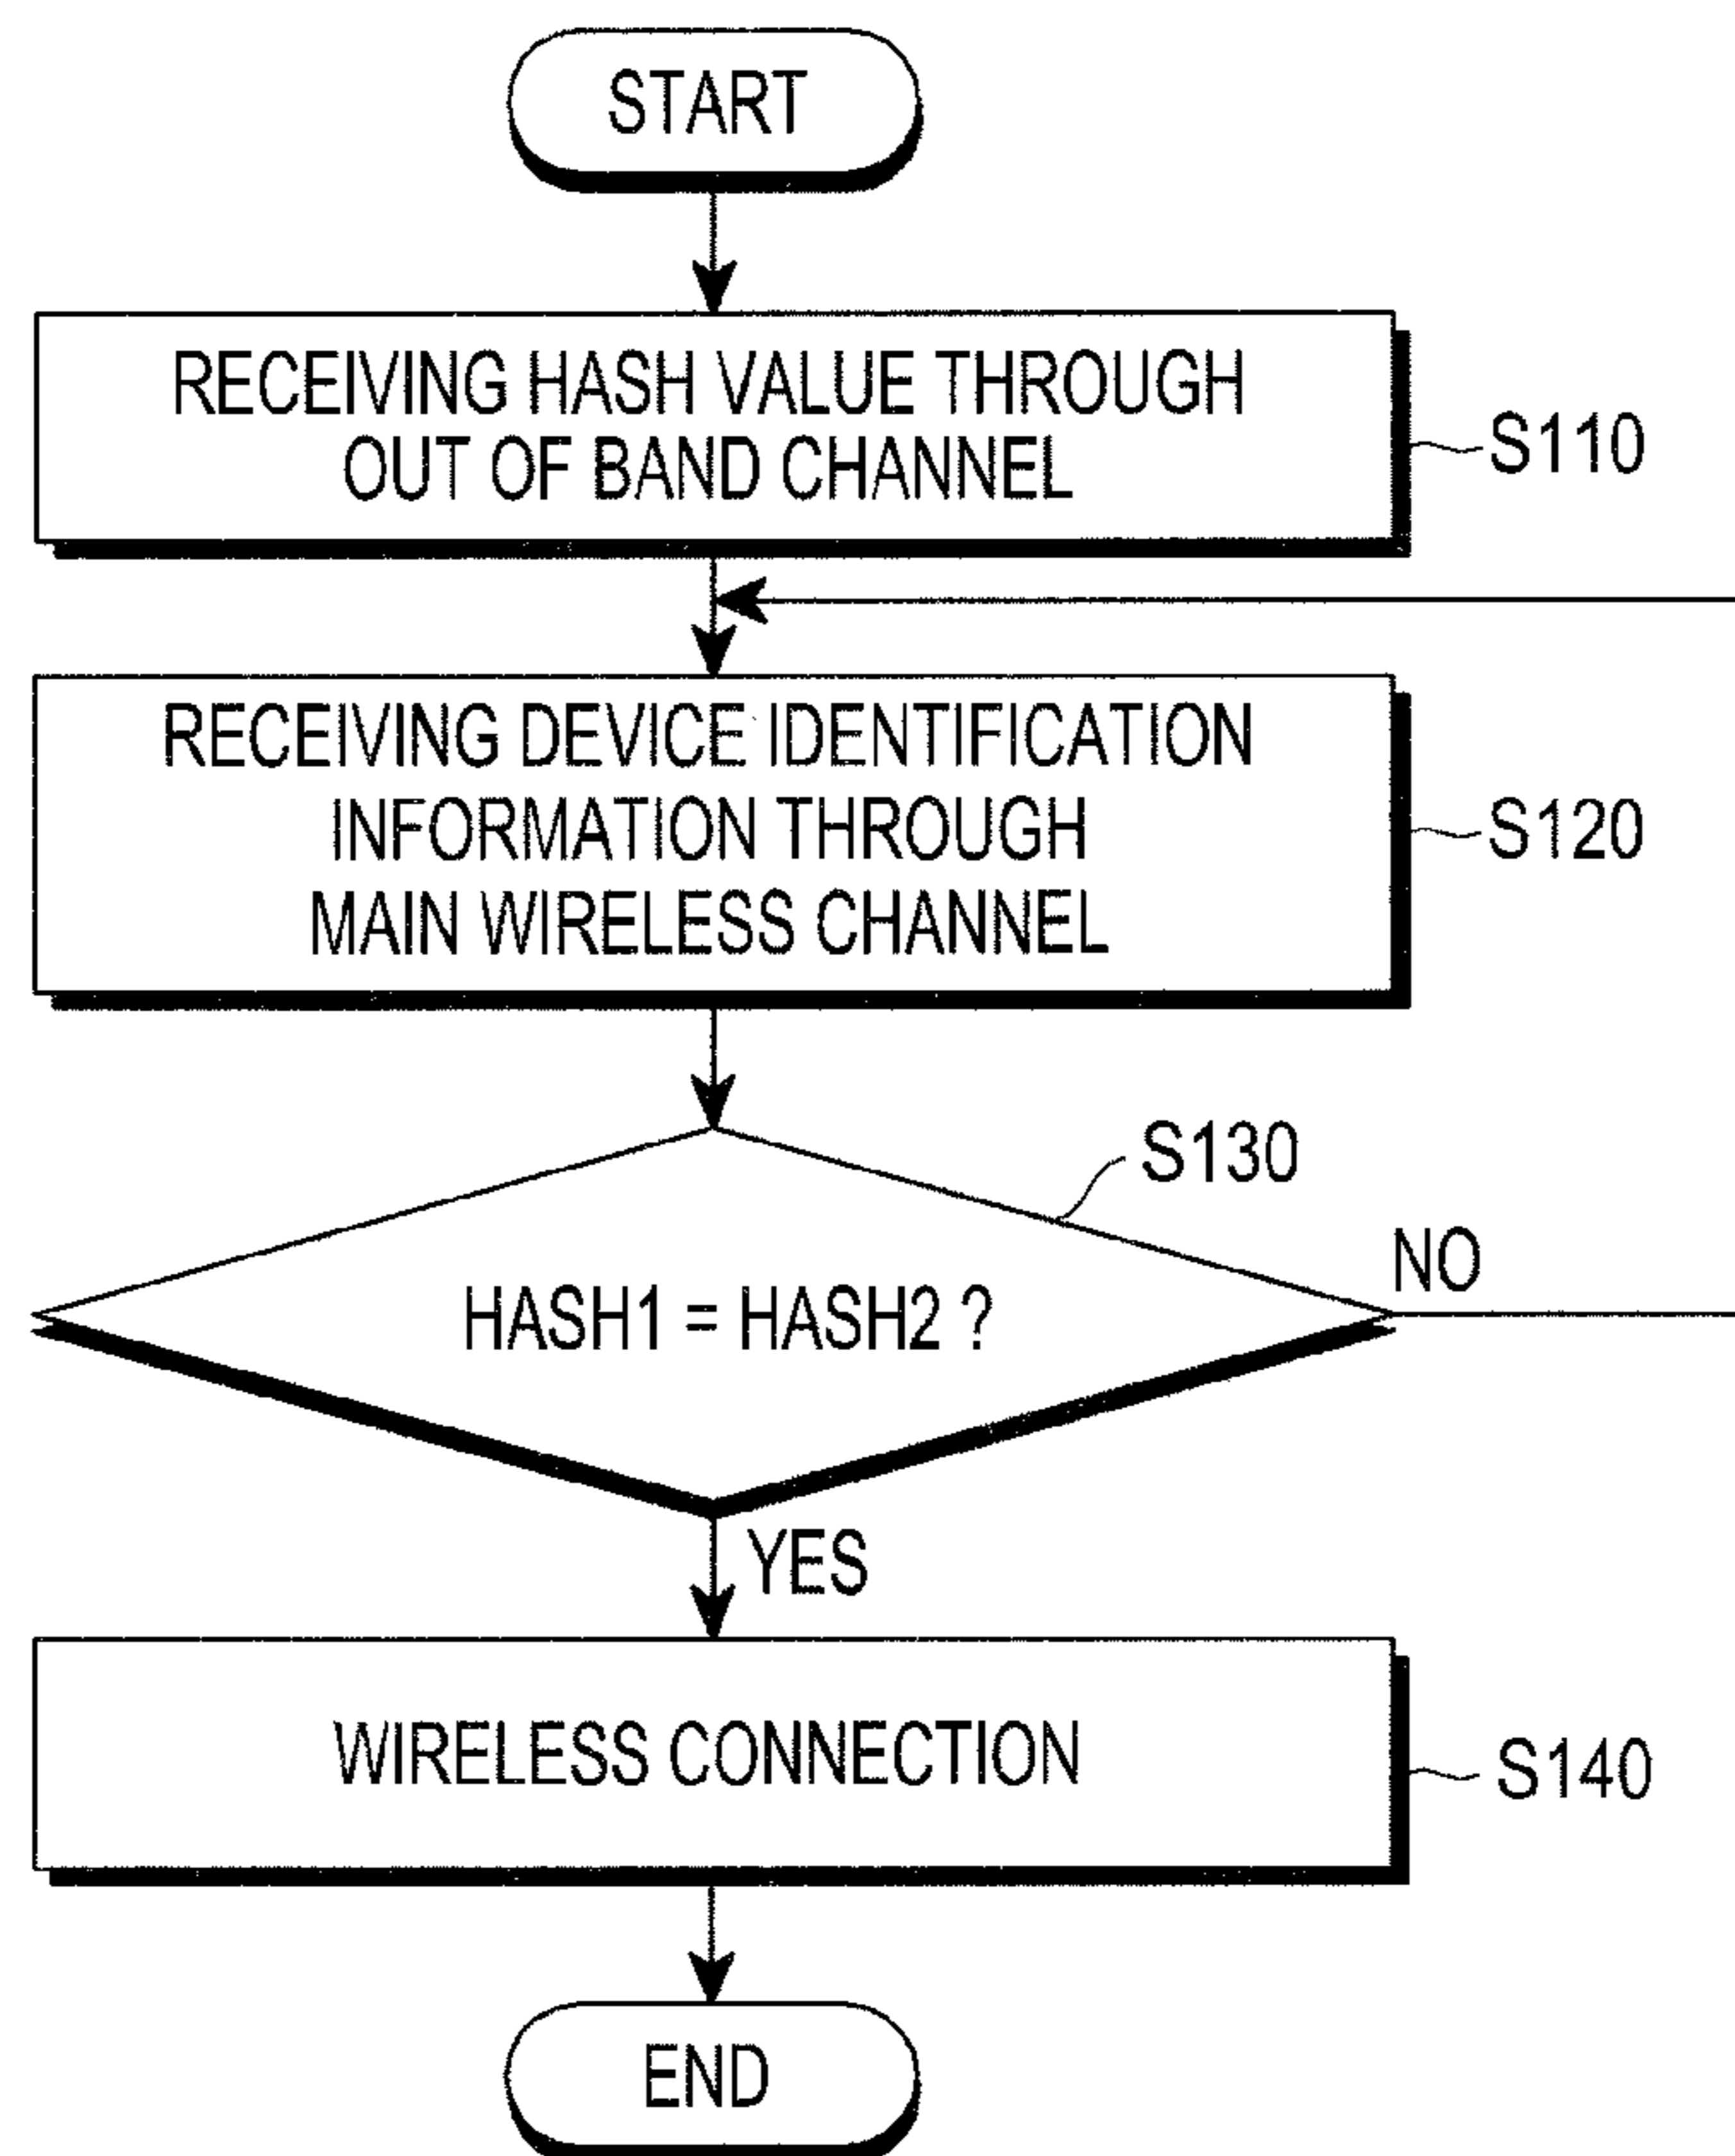 START
RECEIVING HASH VALUE THROUGH
OUT OF BAND CHANNEL
S110
RECEIVING DEVICE IDENTIFICATION
INFORMATION THROUGH
MAIN WIRELESS CHANNEL
S120
S130
HASH1 = HASH2 ?
NO
YES
WIRELESS CONNECTION
S140
END